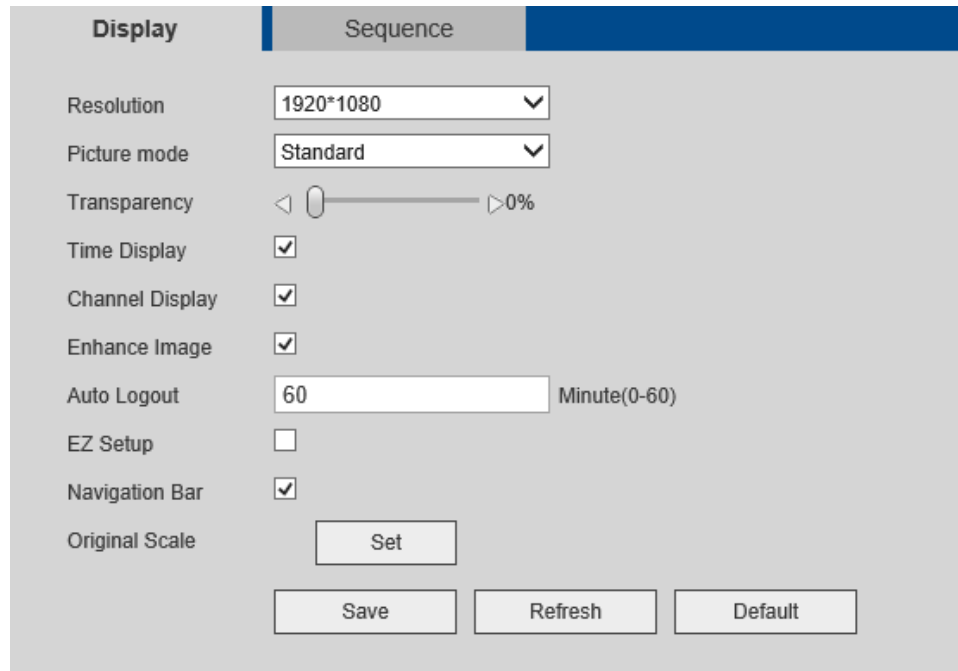 Display Sequence
Resolution 1920*1080
Picture mode Standard
Transparency 0%
Time Display
Channel Display
Enhance Image
Auto Logout 60 Minute(0-60)
EZ Setup
Navigation Bar
Original Scale Set
Save Refresh Default